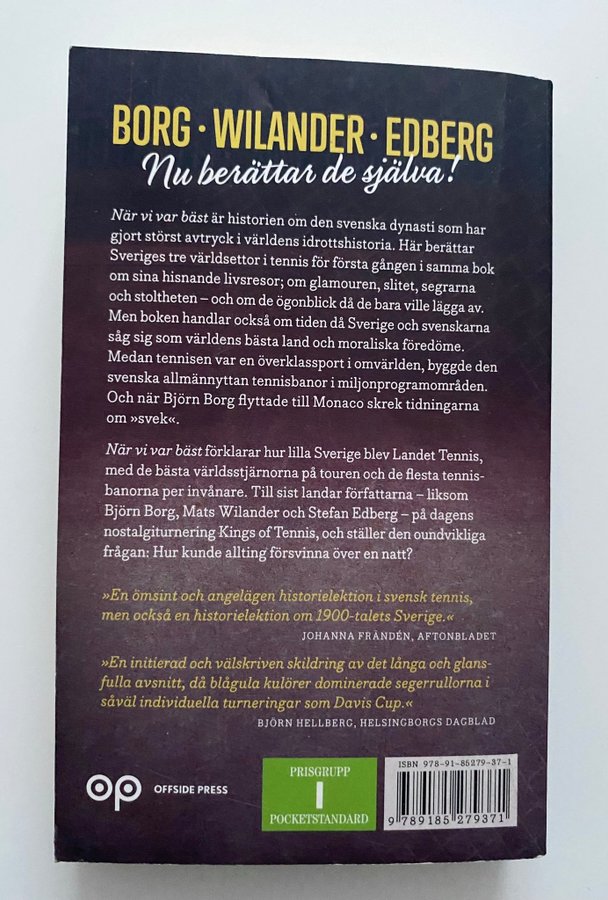 BORG · WILANDER · EDBERG
Nu berättar de själva!
När vi var bäst är historien om den svenska dynasti som har
gjort störst avtryck i världens idrottshistoria. Här berättar
Sveriges tre världsettor i tennis för första gången i samma bok
om sina hisnande livsresor; om glamouren, slitet, segrarna
och stoltheten – och om de ögonblick då de bara ville lägga av.
Men boken handlar också om tiden då Sverige och svenskarna
såg sig som världens bästa land och moraliska föredöme.
Medan tennisen var en överklassport i omvärlden, byggde den
svenska allmännyttan tennisbanor i miljonprogramområden.
Och när Björn Borg flyttade till Monaco skrek tidningarna
om »svek«.
När vi var bäst förklarar hur lilla Sverige blev Landet Tennis,
med de bästa världsstjärnorna på touren och de flesta tennis-
banorna per invånare. Till sist landar författarna – liksom
Björn Borg, Mats Wilander och Stefan Edberg – på dagens
nostalgiturnering Kings of Tennis, och ställer den oundvikliga
frågan: Hur kunde allting försvinna över en natt?
»En ömsint och angelägen historielektion i svensk tennis,
men också en historielektion om 1900-talets Sverige.«
JOHANNA FRÄNDÉN, AFTONBLADET
»En initierad och välskriven skildring av det långa och glans-
fulla avsnitt, då blågula kulörer dominerade segerrullorna i
såväl individuella turneringar som Davis Cup.«
BJÖRN HELLBERG, HELSINGBORGS DAGBLAD
op OFFSIDE PRESS
PRISGRUPP
I
POCKETSTANDARD
ISBN 978-91-85279-37-1
9 789185 279371